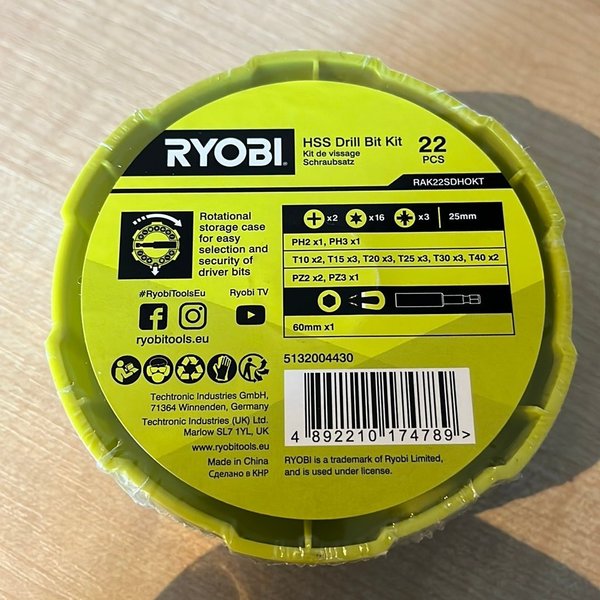 RYOBI
HSS Drill Bit Kit
Kit de vissage
Schraubsatz
22
PCS
RAK22SDHOKT
Rotational
storage case
for easy
selection and
security of
driver bits
x2 x16 x3 25mm
PH2 x1, PH3 x1
T10 x2, T15 x3, T20 x3, T25 x3, T30 x3, T40 x2
PZ2 x2, PZ3 x1
60mm x1
#RyobiToolsEu
Ryobi TV
ryobitools.eu
5132004430
Techtronic Industries GmbH,
71364 Winnenden, Germany
Techtronic Industries (UK) Ltd.
Marlow SL7 1YL, UK
www.ryobitools.eu
Made in China
Сделано в КНР
4 892210 174789 >
RYOBI is a trademark of Ryobi Limited,
and is used under license.